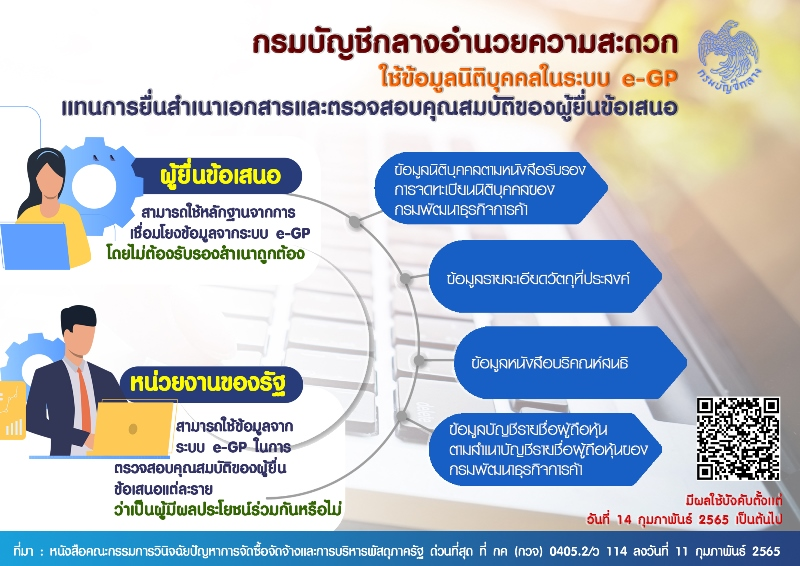 กรมบัญชีกลางอำนวยความสะดวก
ใช้ข้อมูลนิติบุคคลในระบบ e-GP
แทนการยื่นสำเนาเอกสารและตรวจสอบคุณสมบัติของผู้ยื่นข้อเสนอ
กรมบัญชีกลาง
ผู้ยื่นข้อเสนอ
สามารถใช้หลักฐานจากการ
เชื่อมโยงข้อมูลจากระบบ e-GP
โดยไม่ต้องรับรองสำเนาถูกต้อง
ข้อมูลนิติบุคคลตามหนังสือรับรอง
การจดทะเบียนนิติบุคคลของ
กรมพัฒนาธุรกิจการค้า
ข้อมูลรายละเอียดวัตถุที่ประสงค์
ข้อมูลหนังสือบริคณห์สนธิ
ข้อมูลบัญชีรายชื่อผู้ถือหุ้น
ตามสำเนาบัญชีรายชื่อผู้ถือหุ้นของ
กรมพัฒนาธุรกิจการค้า
หน่วยงานของรัฐ
สามารถใช้ข้อมูลจาก
ระบบ e-GP ในการ
ตรวจสอบคุณสมบัติของผู้ยื่น
ข้อเสนอแต่ละราย
ว่าเป็นผู้มีผลประโยชน์ร่วมกันหรือไม่
มีผลใช้บังคับตั้งแต่
วันที่ 14 กุมภาพันธ์ 2565 เป็นต้นไป
ที่มา : หนังสือคณะกรรมการวินิจฉัยปัญหาการจัดซื้อจัดจ้างและการบริหารพัสดุภาครัฐ ด่วนที่สุด ที่ กค (กวจ) 0405.2/ว 114 ลงวันที่ 11 กุมภาพันธ์ 2565